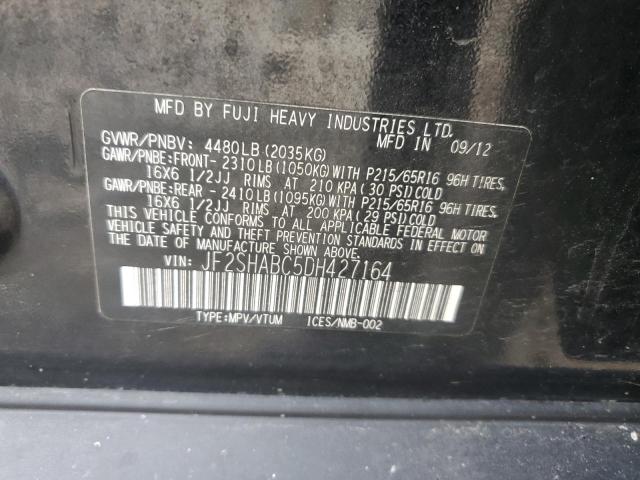 MFD BY FUJI HEAVY INDUSTRIES LTD.
MFD IN 09/12
GVWR/PNBV: 4480LB(2035KG)
GAWR/PNBE:FRONT- 2310LB(1050KG)WITH P215/65R16 96H TIRES,
16X6 1/2JJ RIMS AT 210 KPA(30 PSI)COLD
GAWR/PNBE:REAR - 2410LB(1095KG)WITH P215/65R16 96H TIRES,
16X6 1/2JJ RIMS AT 200 KPA(29 PSI)COLD
THIS VEHICLE CONFORMS TO ALL APPLICABLE FEDERAL MOTOR
VEHICLE SAFETY,BUMPER,AND THEFT PREVENTION STANDARDS IN EFFECT
ON THE DATE OF MANUFACTURE SHOWN ABOVE.
VIN: JF2SHABC5DH427164
TYPE:MPV/VTUM ICES/NMB-002